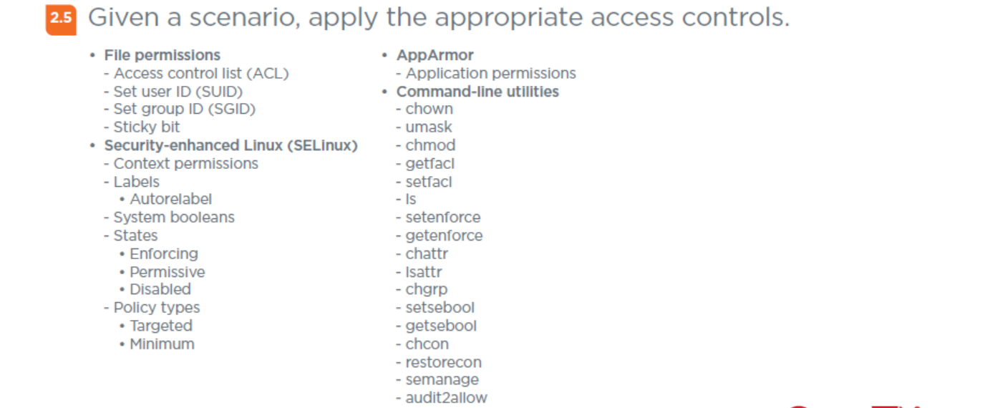 2.5 Given a scenario, apply the appropriate access controls.
• File permissions
- Access control list (ACL)
- Set user ID (SUID)
- Set group ID (SGID)
- Sticky bit
• Security-enhanced Linux (SELinux)
- Context permissions
- Labels
• Autorelabel
- System booleans
- States
• Enforcing
• Permissive
• Disabled
- Policy types
• Targeted
• Minimum
• AppArmor
- Application permissions
• Command-line utilities
- chown
- umask
- chmod
- getfacl
- setfacl
- ls
- setenforce
- getenforce
- chattr
- lsattr
- chgrp
- setsebool
- getsebool
- chcon
- restorecon
- semanage
- audit2allow